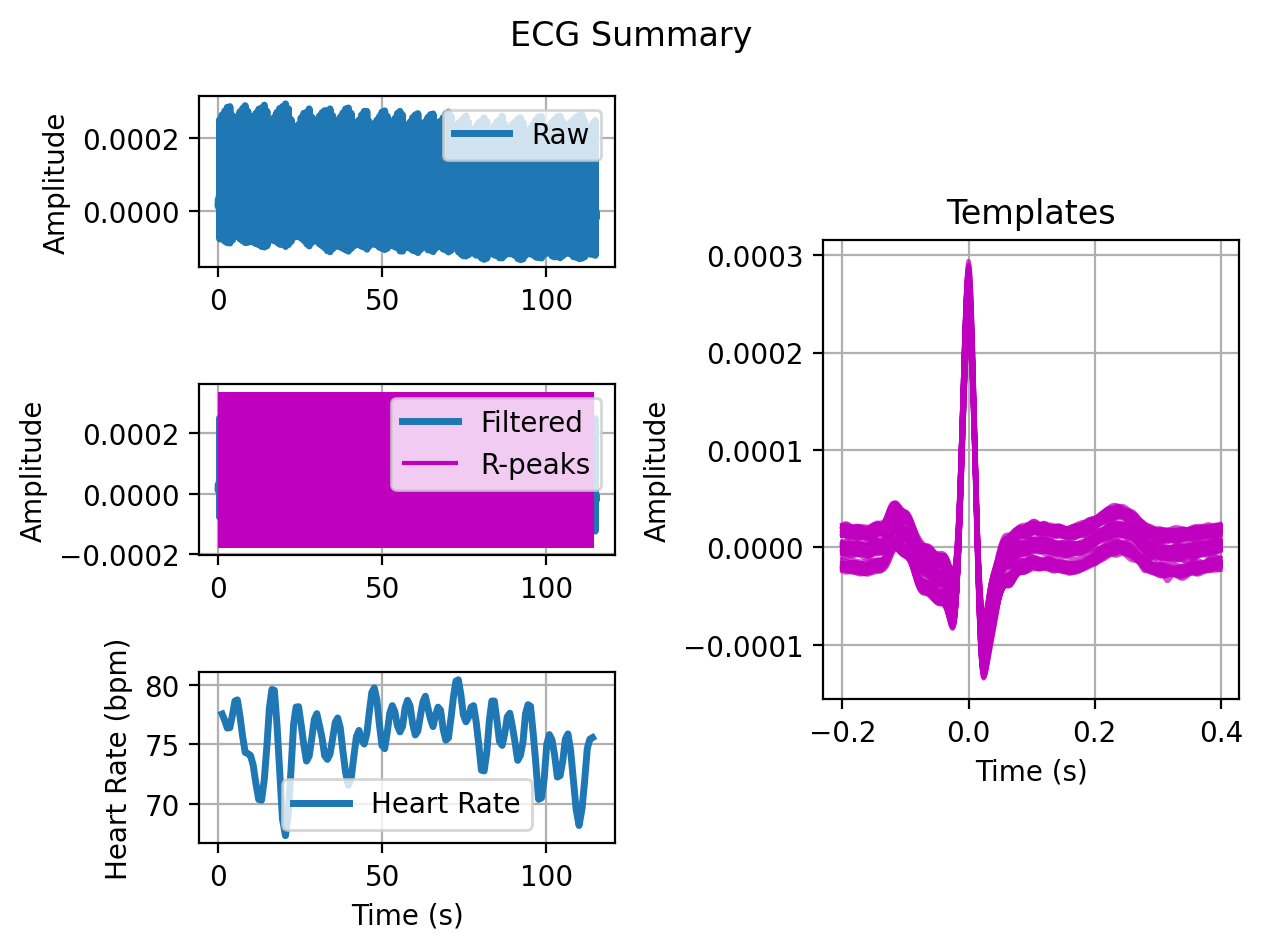 ECG Summary
Amplitude
0.0002
0.0000
Raw
0 50 100
Amplitude
0.0002
0.0000
−0.0002
Filtered
R-peaks
0 50 100
Heart Rate (bpm)
80
75
70
Heart Rate
0 50 100
Time (s)
Templates
Amplitude
0.0003
0.0002
0.0001
0.0000
−0.0001
−0.2 0.0 0.2 0.4
Time (s)